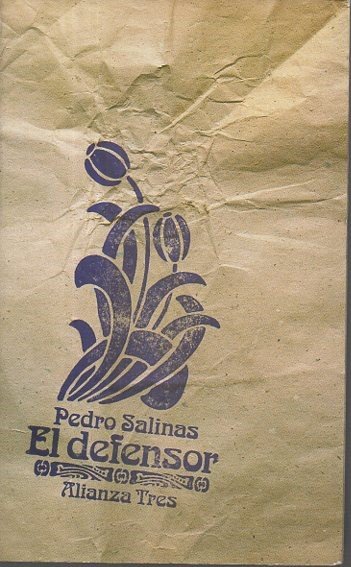 Pedro Salinas
El defensor
Alianza Tres